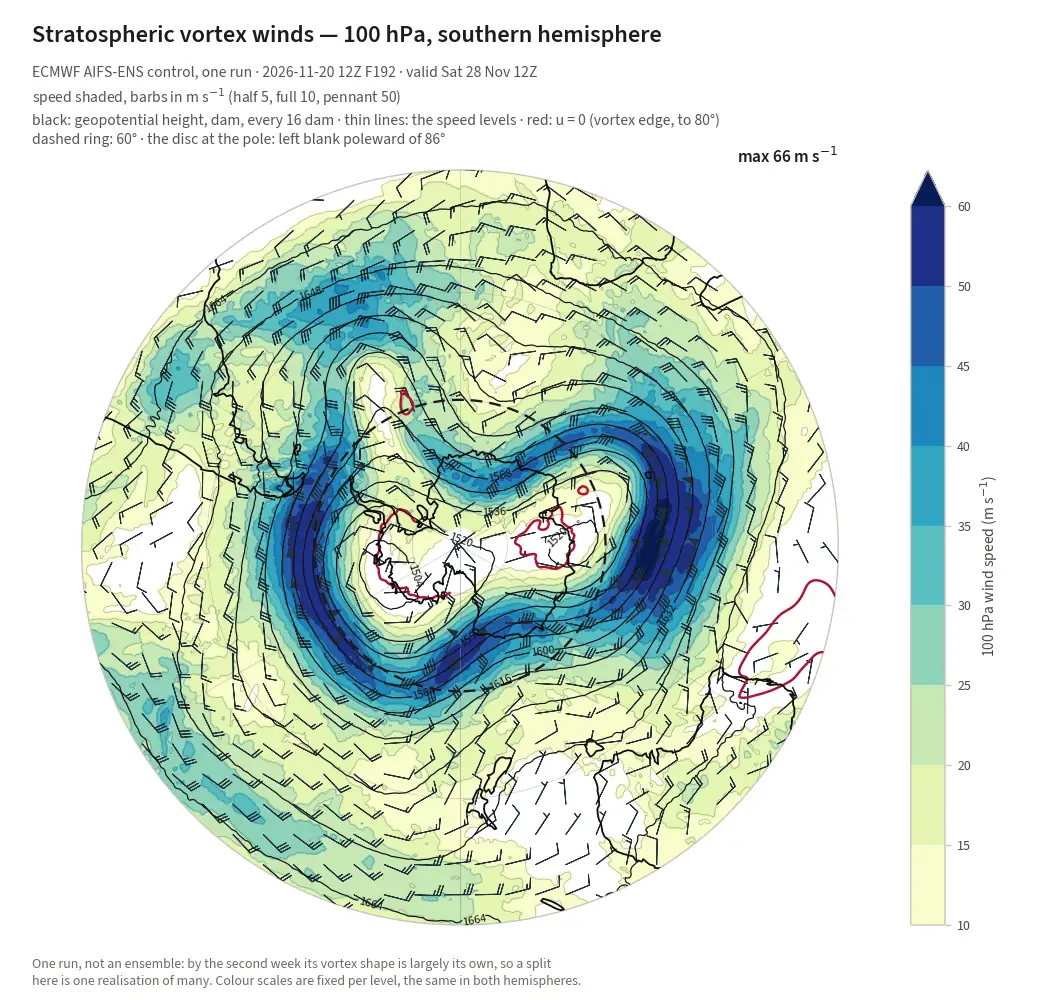 Stratospheric vortex winds — 100 hPa, southern hemisphere
ECMWF AIFS-ENS control, one run · 2026-11-20 12Z F192 · valid Sat 28 Nov 12Z
speed shaded, barbs in m s⁻¹ (half 5, full 10, pennant 50)
black: geopotential height, dam, every 16 dam · thin lines: the speed levels · red: u = 0 (vortex edge, to 80°)
dashed ring: 60° · the disc at the pole: left blank poleward of 86°
max 66 m s⁻¹
60
50
45
40
35
30
25
20
15
10
100 hPa wind speed (m s⁻¹)
1664
1648
1568
1536
1520
1632
1600
1616
1664
1664
One run, not an ensemble: by the second week its vortex shape is largely its own, so a split
here is one realisation of many. Colour scales are fixed per level, the same in both hemispheres.